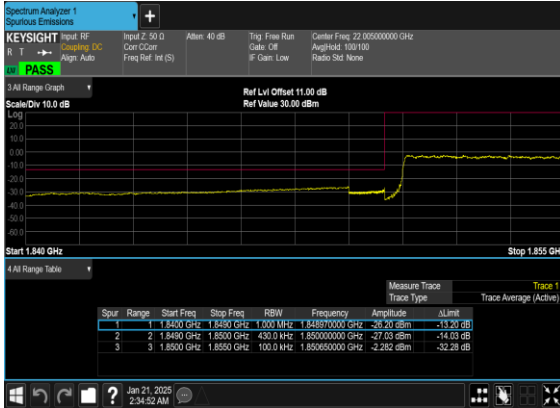 Spectrum Analyzer 1
Spurious Emissions
+
KEYSIGHT Input: RF Input Z: 50 Ω Atten: 40 dB Trig: Free Run Center Freq: 22.005000000 GHz
R T Coupling: DC Corr CCorr Gate: Off Avg|Hold: 100/100
Align: Auto Freq Ref: Int (S) IF Gain: Low Radio Std: None
PASS
3 All Range Graph
Ref Lvl Offset 11.00 dB
Scale/Div 10.0 dB Ref Value 30.00 dBm
Log
20.0
10.0
0.00
-10.0
-20.0
-30.0
-40.0
-50.0
-60.0
Start 1.840 GHz Stop 1.855 GH
4 All Range Table
Measure Trace Trace 1
Trace Type Trace Average (Active)
Spur Range Start Freq Stop Freq RBW Frequency Amplitude ΔLimit
1 1 1.8400 GHz 1.8490 GHz 1.000 MHz 1.848970000 GHz -26.20 dBm -13.20 dB
2 2 1.8490 GHz 1.8500 GHz 430.0 kHz 1.850000000 GHz -27.03 dBm -14.03 dB
3 3 1.8500 GHz 1.8550 GHz 100.0 kHz 1.850650000 GHz -2.282 dBm -32.28 dB
? Jan 21, 2025
2:34:52 AM